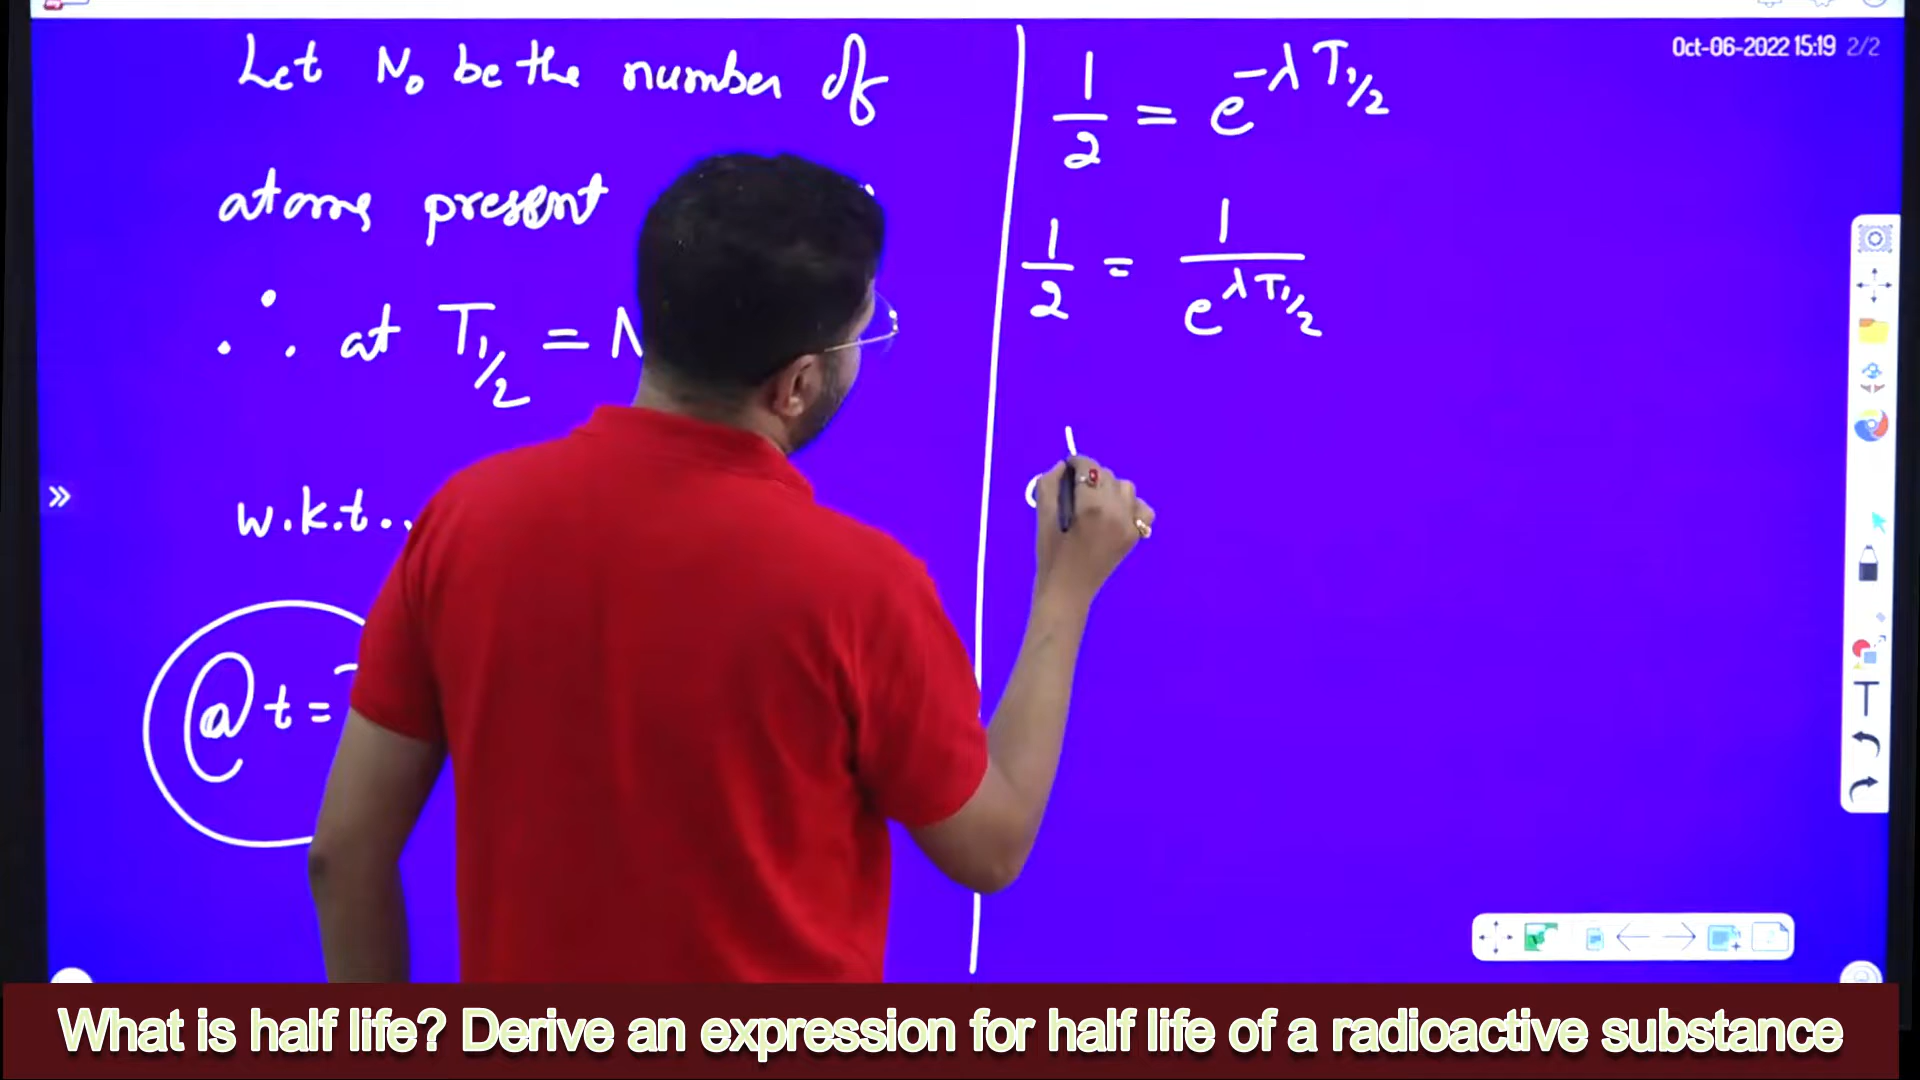 Oct-06-2022 15:19 2/2
Let N₀ be the number of
atoms present
∴ at T₁/₂ =
w.k.t..
@ t =
1/2 = e^-λT₁/₂
1/2 = 1/e^λT₁/₂
T
What is half life? Derive an expression for half life of a radioactive substance